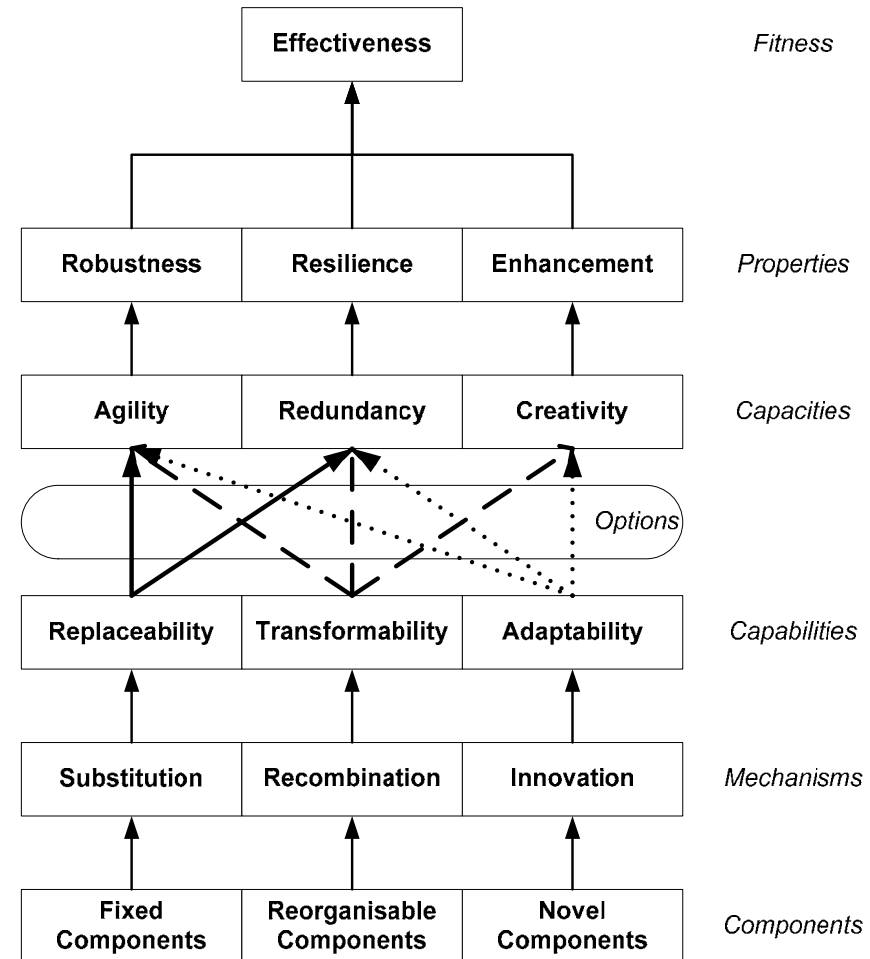 Effectiveness
Fitness
Robustness
Resilience
Enhancement
Properties
Agility
Redundancy
Creativity
Capacities
Options
Replaceability
Transformability
Adaptability
Capabilities
Substitution
Recombination
Innovation
Mechanisms
Fixed
Components
Reorganisable
Components
Novel
Components
Components